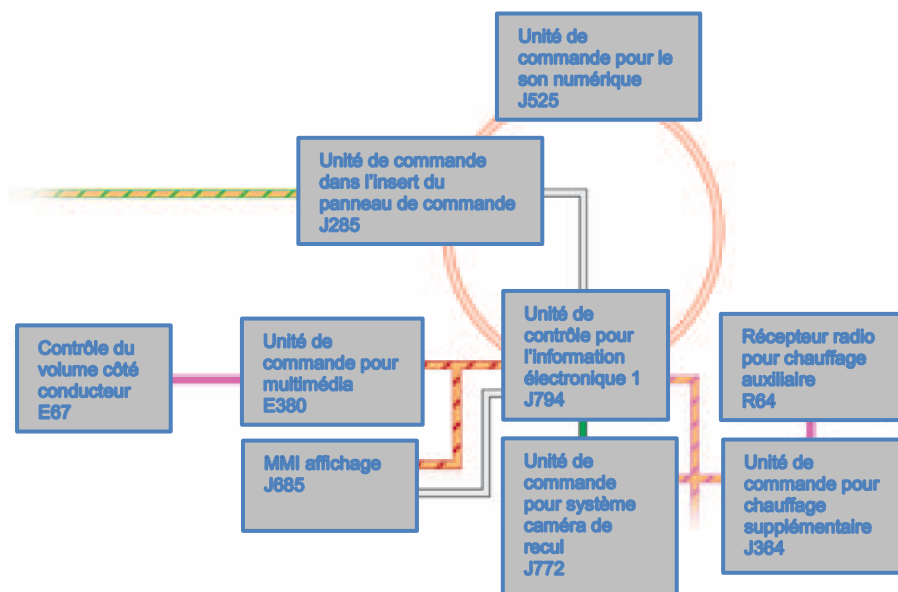 Unité de
commande pour le
son numérique
J525
Unité de commande
dans l'insert du
panneau de commande
J285
Unité de
contrôle pour
l'information
électronique 1
J794
Contrôle du
volume côté
conducteur
E67
Unité de
commande pour
multimédia
E380
Récepteur radio
pour chauffage
auxiliaire
R64
MMI affichage
J685
Unité de
commande
pour système
caméra de
recul
J772
Unité de
commande pour
chauffage
supplémentaire
J364